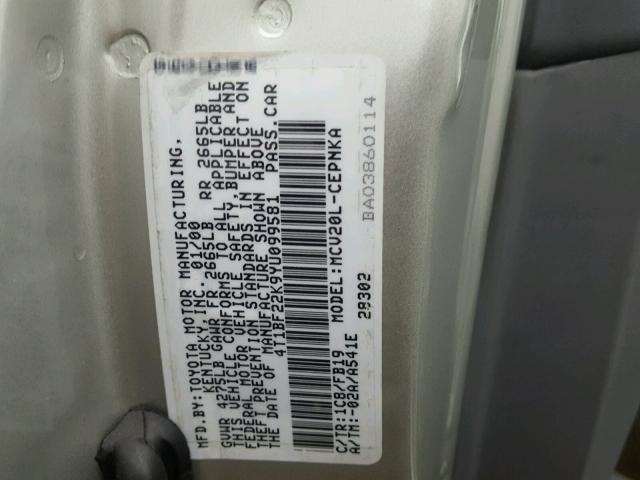 MFD.BY:TOYOTA MOTOR MANUFACTURING,
KENTUCKY, INC. 01/00
GVWR 4275LB GAWR FR 2665LB RR 2665LB
THIS VEHICLE CONFORMS TO ALL APPLICABLE
FEDERAL MOTOR VEHICLE SAFETY,BUMPER AND
THEFT PREVENTION STANDARDS IN EFFECT ON
THE DATE OF MANUFACTURE SHOWN ABOVE
4T1BF22K9YU099581 PASS.CAR
C/TR:1C8/FB19 MODEL:MCV20L-CEPNKA
A/TM:-02A/A541E 29302
BA03860114